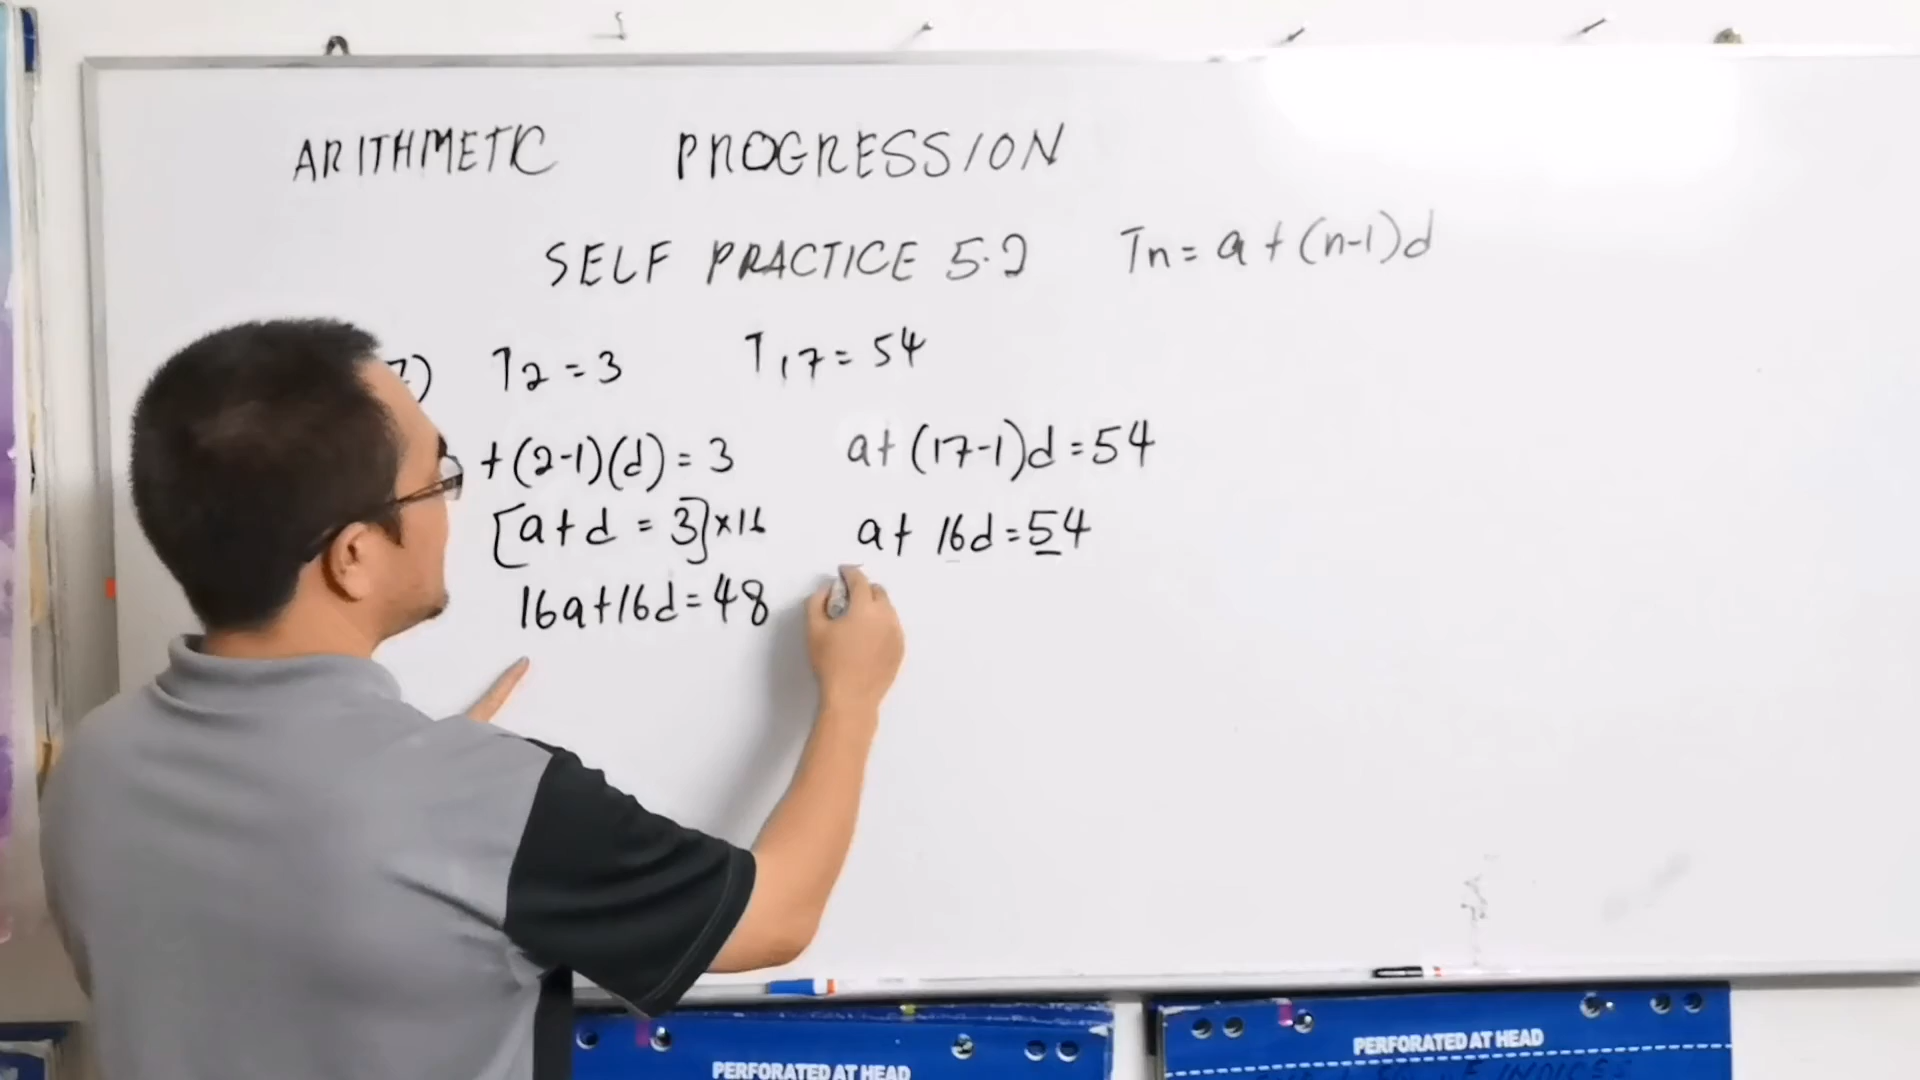 ARITHMETIC PROGRESSION
SELF PRACTICE 5.2 Tn = a + (n-1)d
7) T2 = 3 T17 = 54
+(2-1)(d) = 3 a+(17-1)d = 54
[a+d = 3]×16 a+ 16d = 54
16a+16d = 48
PERFORATED AT HEAD
PERFORATED AT HEAD